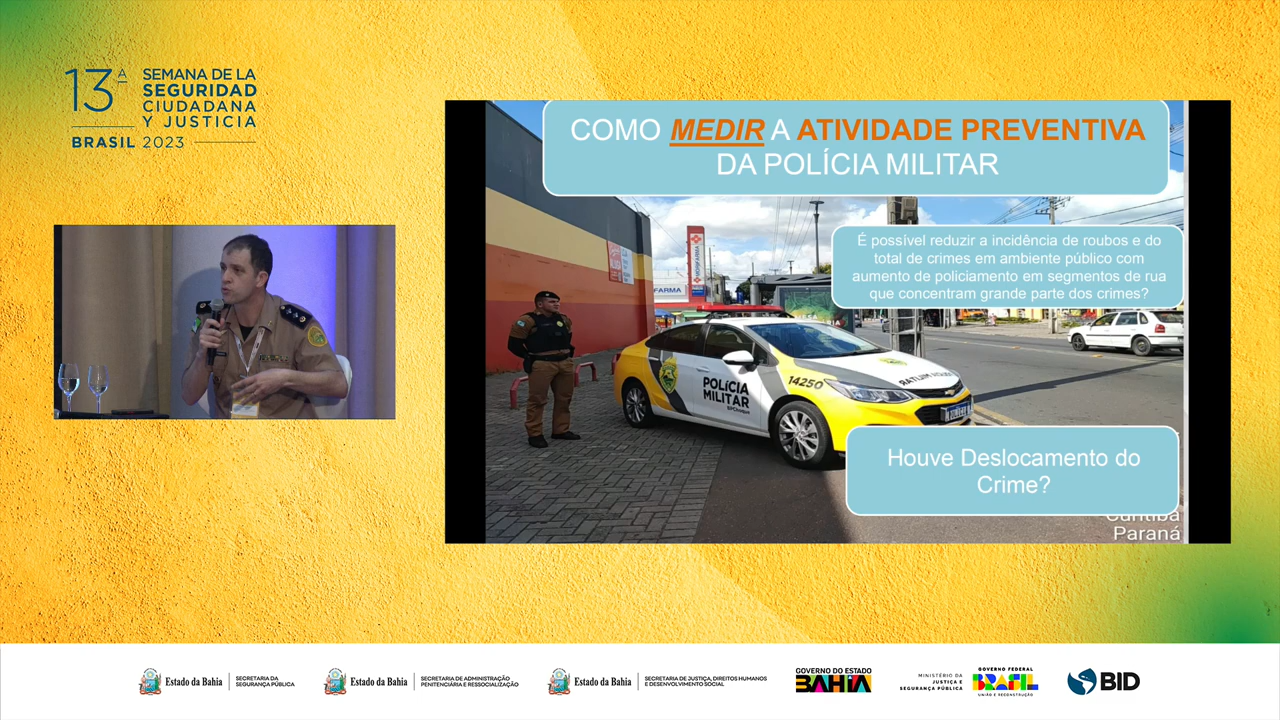 13ª
SEMANA DE LA
SEGURIDAD
CIUDADANA
Y JUSTICIA
BRASIL 2023
COMO MEDIR A ATIVIDADE PREVENTIVA
DA POLÍCIA MILITAR
É possível reduzir a incidência de roubos e do
total de crimes em ambiente público com
aumento de policiamento em segmentos de rua
que concentram grande parte dos crimes?
FARMA
POLÍCIA
MILITAR
BPChoque
14250
Houve Deslocamento do
Crime?
Curitiba
Paraná
Estado da Bahia
SECRETARIA DA
SEGURANÇA PÚBLICA
Estado da Bahia
SECRETARIA DE ADMINISTRAÇÃO
PENITENCIÁRIA E RESSOCIALIZAÇÃO
Estado da Bahia
SECRETARIA DE JUSTIÇA, DIREITOS HUMANOS
E DESENVOLVIMENTO SOCIAL
GOVERNO DO ESTADO
BAHIA
MINISTÉRIO DA
JUSTIÇA E
SEGURANÇA PÚBLICA
GOVERNO FEDERAL
BRASIL
UNIÃO E RECONSTRUÇÃO
BID